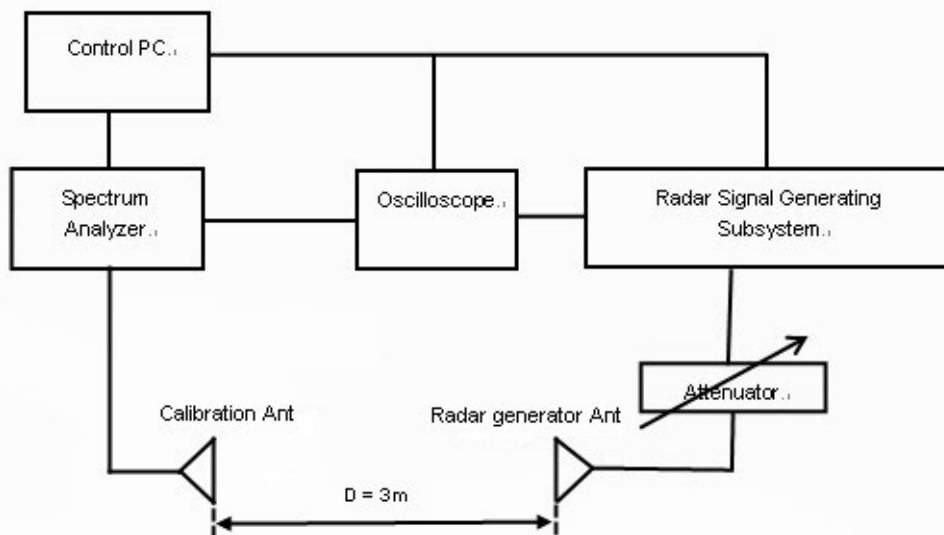 Control PC.
Spectrum
Analyzer.
Oscilloscope.
Radar Signal Generating
Subsystem.
Attenuator.
Calibration Ant
Radar generator Ant
D = 3m